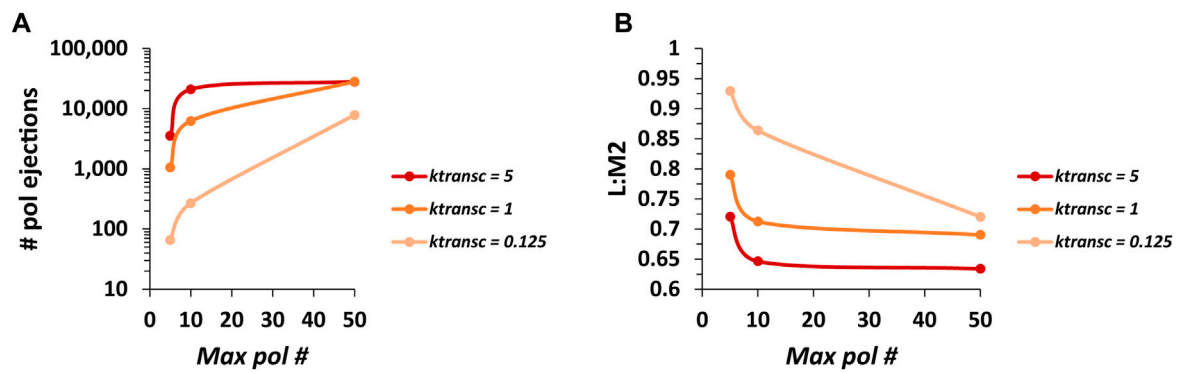 A
# pol ejections
100,000
10,000
1,000
100
10
0 10 20 30 40 50
Max pol #
ktransc = 5
ktransc = 1
ktransc = 0.125
B
L:M2
1
0.95
0.9
0.85
0.8
0.75
0.7
0.65
0.6
0 10 20 30 40 50
Max pol #
ktransc = 5
ktransc = 1
ktransc = 0.125